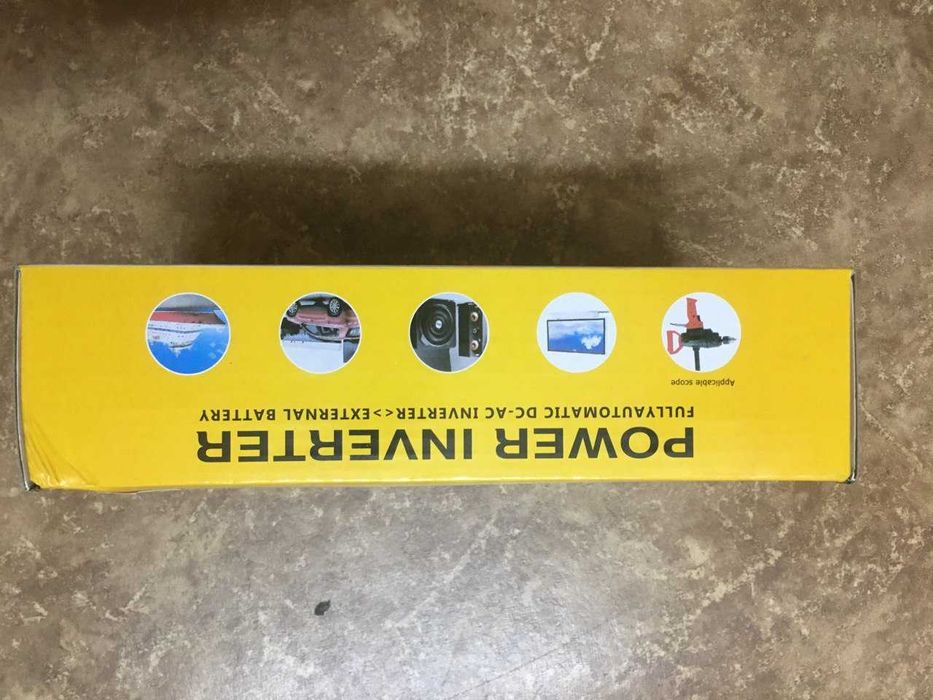 POWER INVERTER
FULLYAUTOMATIC DC-AC INVERTER<>EXTERNAL BATTERY
Applicable scope